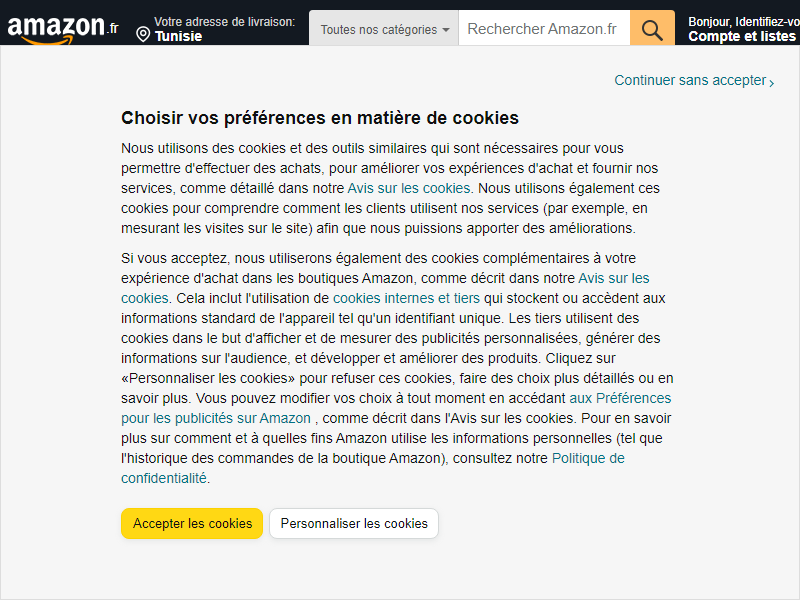 amazon.fr
Votre adresse de livraison:
Tunisie
Toutes nos catégories
Rechercher Amazon.fr
Bonjour, Identifiez-vo
Compte et listes
Continuer sans accepter
Choisir vos préférences en matière de cookies
Nous utilisons des cookies et des outils similaires qui sont nécessaires pour vous
permettre d'effectuer des achats, pour améliorer vos expériences d'achat et fournir nos
services, comme détaillé dans notre Avis sur les cookies. Nous utilisons également ces
cookies pour comprendre comment les clients utilisent nos services (par exemple, en
mesurant les visites sur le site) afin que nous puissions apporter des améliorations.
Si vous acceptez, nous utiliserons également des cookies complémentaires à votre
expérience d'achat dans les boutiques Amazon, comme décrit dans notre Avis sur les
cookies. Cela inclut l'utilisation de cookies internes et tiers qui stockent ou accèdent aux
informations standard de l'appareil tel qu'un identifiant unique. Les tiers utilisent des
cookies dans le but d'afficher et de mesurer des publicités personnalisées, générer des
informations sur l'audience, et développer et améliorer des produits. Cliquez sur
«Personnaliser les cookies» pour refuser ces cookies, faire des choix plus détaillés ou en
savoir plus. Vous pouvez modifier vos choix à tout moment en accédant aux Préférences
pour les publicités sur Amazon , comme décrit dans l'Avis sur les cookies. Pour en savoir
plus sur comment et à quelles fins Amazon utilise les informations personnelles (tel que
l'historique des commandes de la boutique Amazon), consultez notre Politique de
confidentialité.
Accepter les cookies
Personnaliser les cookies